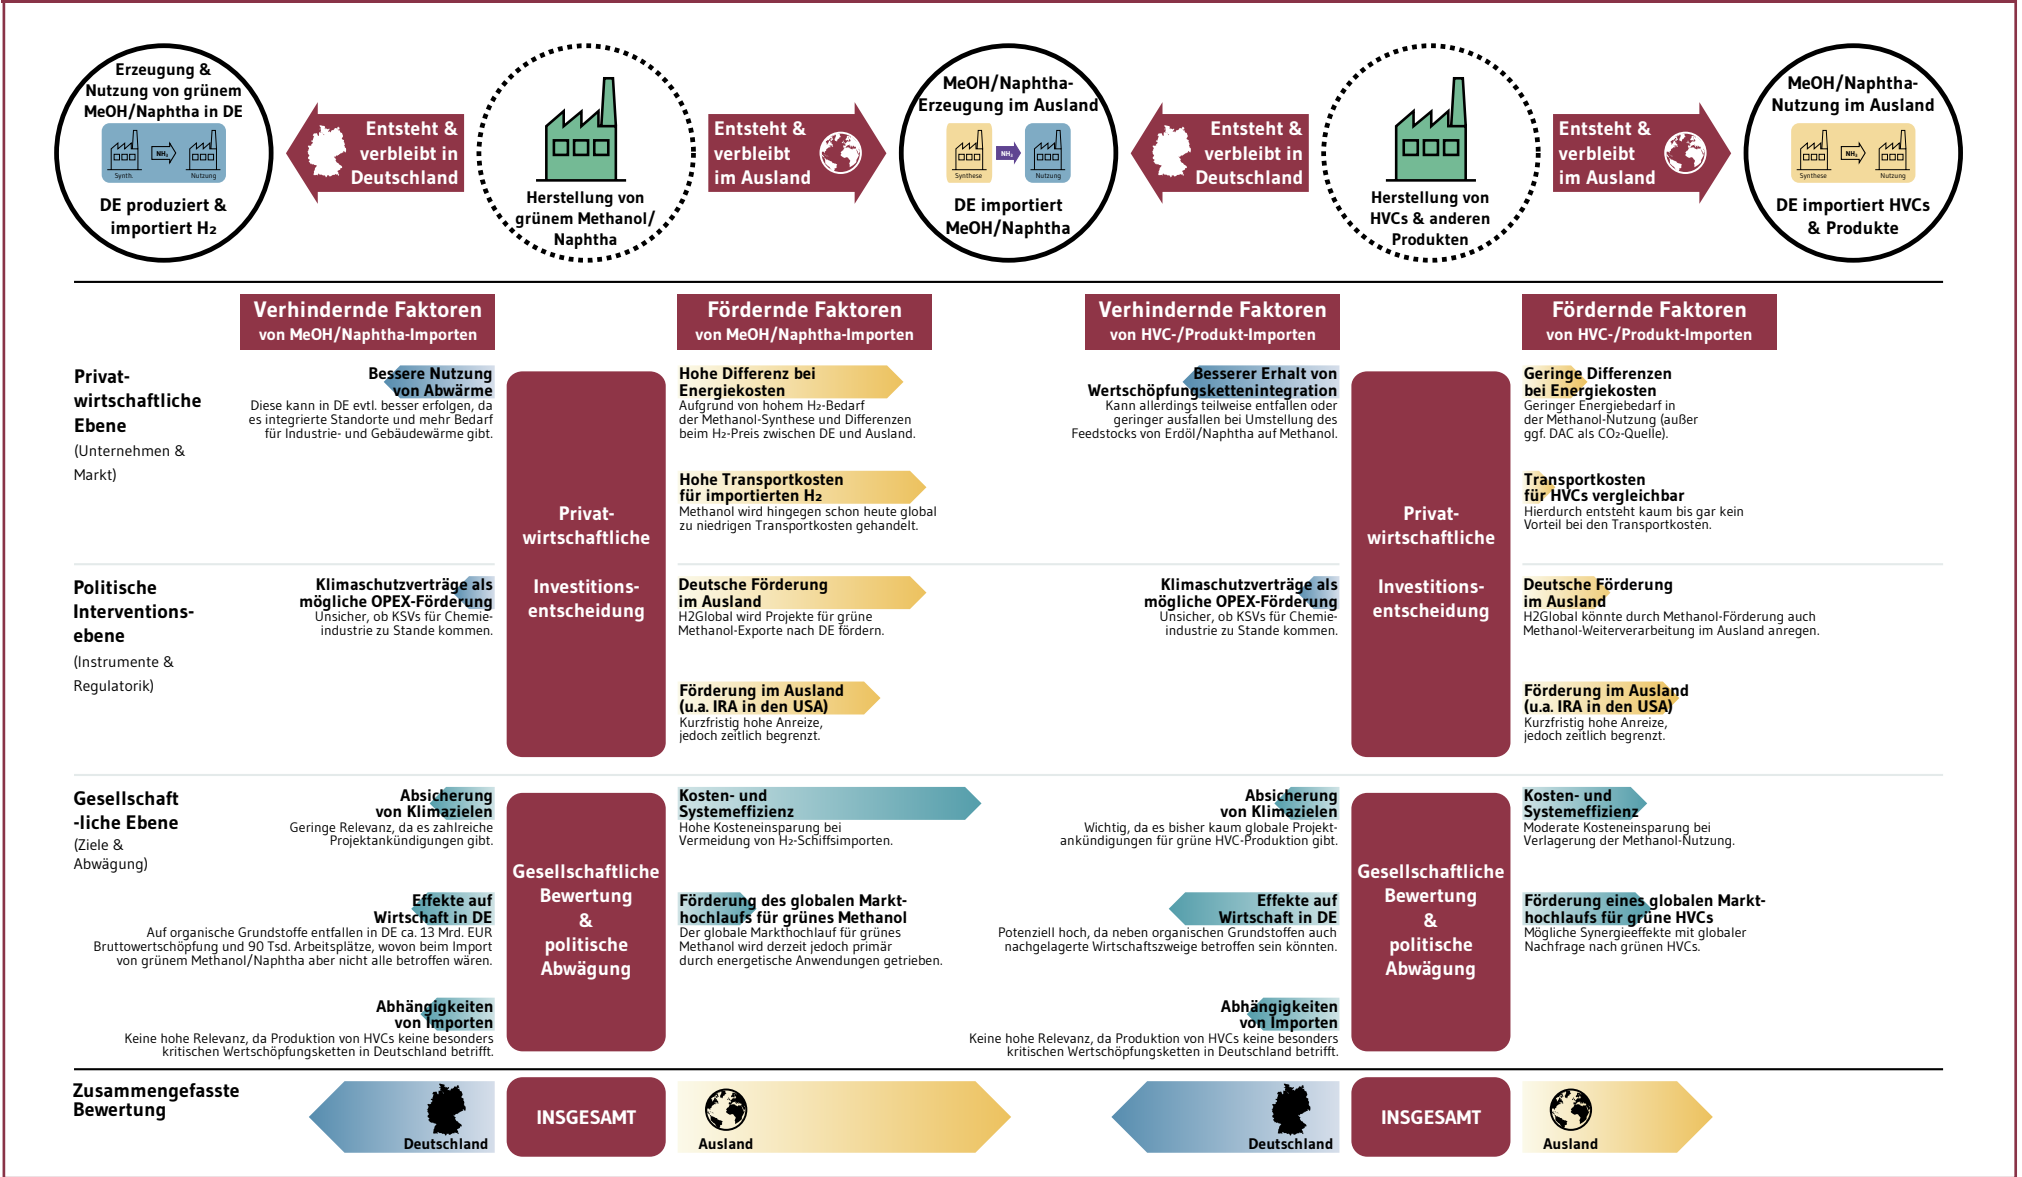 Erzeugung &
Nutzung von grünem
MeOH/Naphtha in DE
NH₃
Synth.
Nutzung
DE produziert &
importiert H₂
Entsteht &
verbleibt in
Deutschland
Herstellung von
grünem Methanol/
Naphtha
Entsteht &
verbleibt
im Ausland
MeOH/Naphtha-
Erzeugung im Ausland
NH₃
Synthese
Nutzung
DE importiert
MeOH/Naphtha
Entsteht &
verbleibt in
Deutschland
Herstellung von
HVCs & anderen
Produkten
Entsteht &
verbleibt
im Ausland
MeOH/Naphtha-
Nutzung im Ausland
NH₃
Synthese
Nutzung
DE importiert HVCs
& Produkte
Verhindernde Faktoren
von MeOH/Naphtha-Importen
Fördernde Faktoren
von MeOH/Naphtha-Importen
Verhindernde Faktoren
von HVC-/Produkt-Importen
Fördernde Faktoren
von HVC-/Produkt-Importen
Privat-
wirtschaftliche
Ebene
(Unternehmen &
Markt)
Bessere Nutzung
von Abwärme
Diese kann in DE evtl. besser erfolgen, da
es integrierte Standorte und mehr Bedarf
für Industrie- und Gebäudewärme gibt.
Privat-
wirtschaftliche
Investitions-
entscheidung
Hohe Differenz bei
Energiekosten
Aufgrund von hohem H₂-Bedarf
der Methanol-Synthese und Differenzen
beim H₂-Preis zwischen DE und Ausland.
Hohe Transportkosten
für importierten H₂
Methanol wird hingegen schon heute global
zu niedrigen Transportkosten gehandelt.
Besserer Erhalt von
Wertschöpfungskettenintegration
Kann allerdings teilweise entfallen oder
geringer ausfallen bei Umstellung des
Feedstocks von Erdöl/Naphtha auf Methanol.
Privat-
wirtschaftliche
Investitions-
entscheidung
Geringe Differenzen
bei Energiekosten
Geringer Energiebedarf in
der Methanol-Nutzung (außer
ggf. DAC als CO₂-Quelle).
Transportkosten
für HVCs vergleichbar
Hierdurch entsteht kaum bis gar kein
Vorteil bei den Transportkosten.
Politische
Interventions-
ebene
(Instrumente &
Regulatorik)
Klimaschutzverträge als
mögliche OPEX-Förderung
Unsicher, ob KSVs für Chemie-
industrie zu Stande kommen.
Deutsche Förderung
im Ausland
H2Global wird Projekte für grüne
Methanol-Exporte nach DE fördern.
Förderung im Ausland
(u.a. IRA in den USA)
Kurzfristig hohe Anreize,
jedoch zeitlich begrenzt.
Klimaschutzverträge als
mögliche OPEX-Förderung
Unsicher, ob KSVs für Chemie-
industrie zu Stande kommen.
Deutsche Förderung
im Ausland
H2Global könnte durch Methanol-Förderung auch
Methanol-Weiterverarbeitung im Ausland anregen.
Förderung im Ausland
(u.a. IRA in den USA)
Kurzfristig hohe Anreize,
jedoch zeitlich begrenzt.
Gesellschaft
-liche Ebene
(Ziele &
Abwägung)
Absicherung
von Klimazielen
Geringe Relevanz, da es zahlreiche
Projektankündigungen gibt.
Effekte auf
Wirtschaft in DE
Auf organische Grundstoffe entfallen in DE ca. 13 Mrd. EUR
Bruttowertschöpfung und 90 Tsd. Arbeitsplätze, wovon beim Import
von grünem Methanol/Naphtha aber nicht alle betroffen wären.
Abhängigkeiten
von Importen
Keine hohe Relevanz, da Produktion von HVCs keine besonders
kritischen Wertschöpfungsketten in Deutschland betrifft.
Gesellschaftliche
Bewertung
&
politische
Abwägung
Kosten- und
Systemeffizienz
Hohe Kosteneinsparung bei
Vermeidung von H₂-Schiffsimporten.
Förderung des globalen Markt-
hochlaufs für grünes Methanol
Der globale Markthochlauf für grünes
Methanol wird derzeit jedoch primär
durch energetische Anwendungen getrieben.
Absicherung
von Klimazielen
Wichtig, da es bisher kaum globale Projekt-
ankündigungen für grüne HVC-Produktion gibt.
Effekte auf
Wirtschaft in DE
Potenziell hoch, da neben organischen Grundstoffen auch
nachgelagerte Wirtschaftszweige betroffen sein könnten.
Abhängigkeiten
von Importen
Keine hohe Relevanz, da Produktion von HVCs keine besonders
kritischen Wertschöpfungsketten in Deutschland betrifft.
Gesellschaftliche
Bewertung
&
politische
Abwägung
Kosten- und
Systemeffizienz
Moderate Kosteneinsparung bei
Verlagerung der Methanol-Nutzung.
Förderung eines globalen Markt-
hochlaufs für grüne HVCs
Mögliche Synergieeffekte mit globaler
Nachfrage nach grünen HVCs.
Zusammengefasste
Bewertung
Deutschland
INSGESAMT
Ausland
Deutschland
INSGESAMT
Ausland